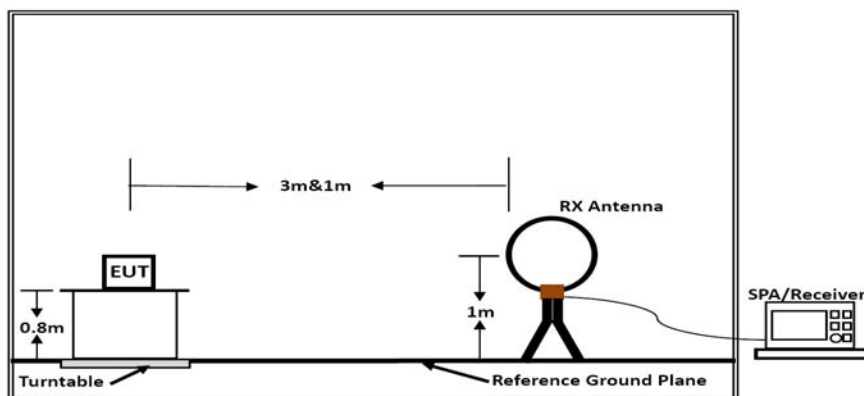 3m&1m
RX Antenna
EUT
0.8m
1m
SPA/Receiver
Turntable
Reference Ground Plane